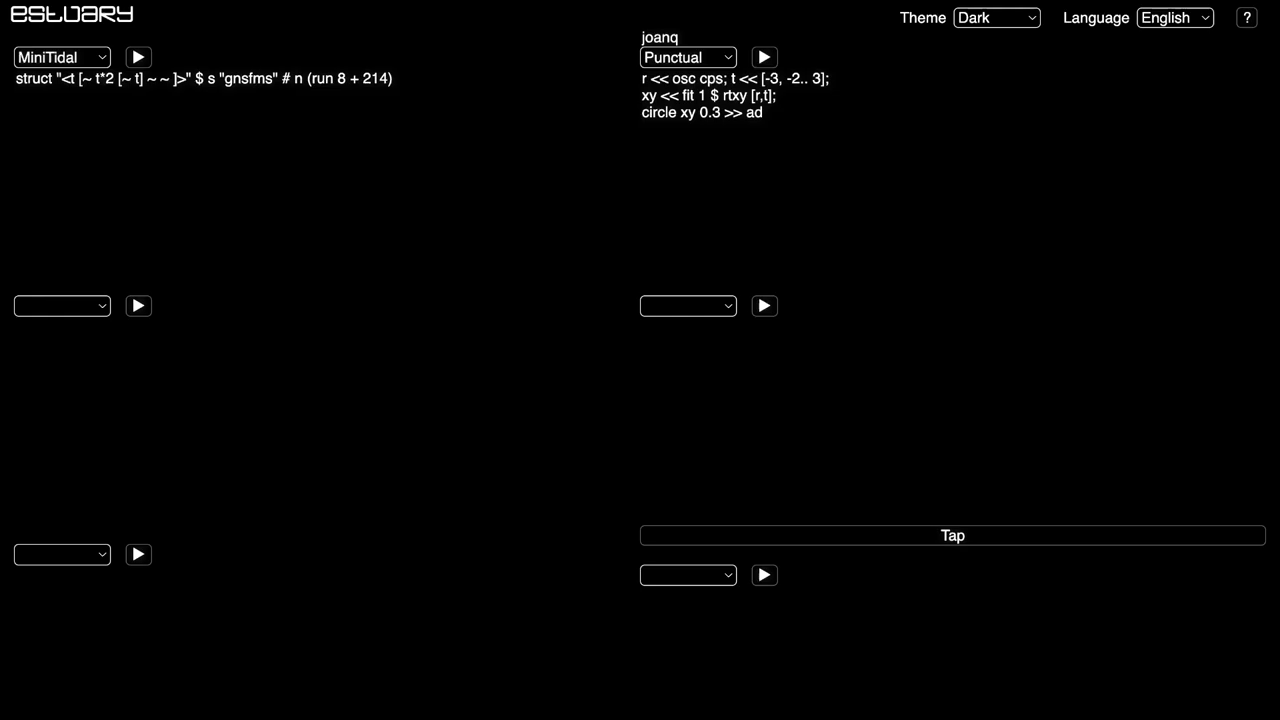 estuary
Theme Dark Language English ?
MiniTidal
struct "<t [~ t*2 [~ t] ~ ~ ]>" $ s "gnsfms" # n (run 8 + 214)
joanq
Punctual
r << osc cps; t << [-3, -2.. 3];
xy << fit 1 $ rtxy [r,t];
circle xy 0.3 >> ad
Tap